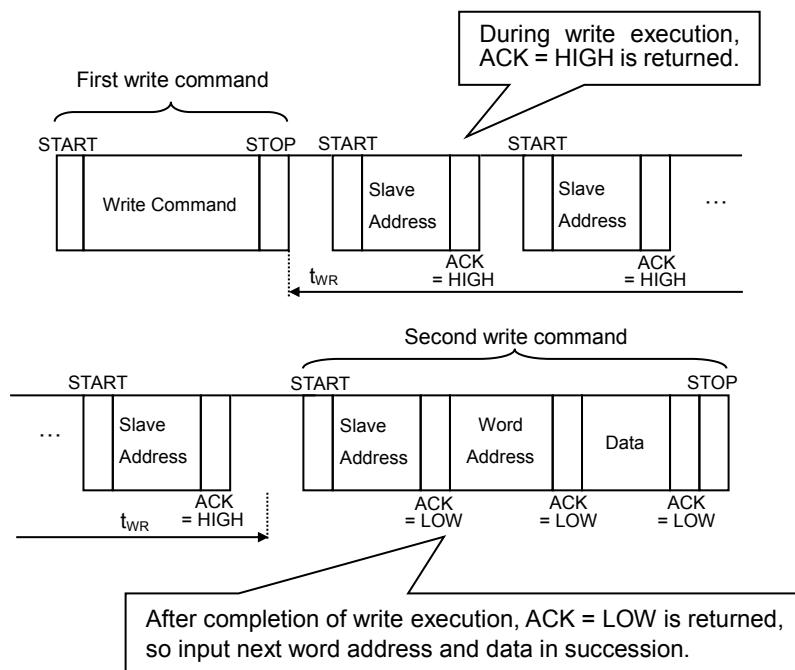 During write execution,
ACK = HIGH is returned.
First write command
START STOP START START
Write Command
Slave
Address
Slave
Address
...
ACK
= HIGH
ACK
= HIGH
tWR
Second write command
START START STOP
...
Slave
Address
Slave
Address
Word
Address
Data
ACK
= HIGH
ACK
= LOW
ACK
= LOW
ACK
= LOW
tWR
After completion of write execution, ACK = LOW is returned,
so input next word address and data in succession.